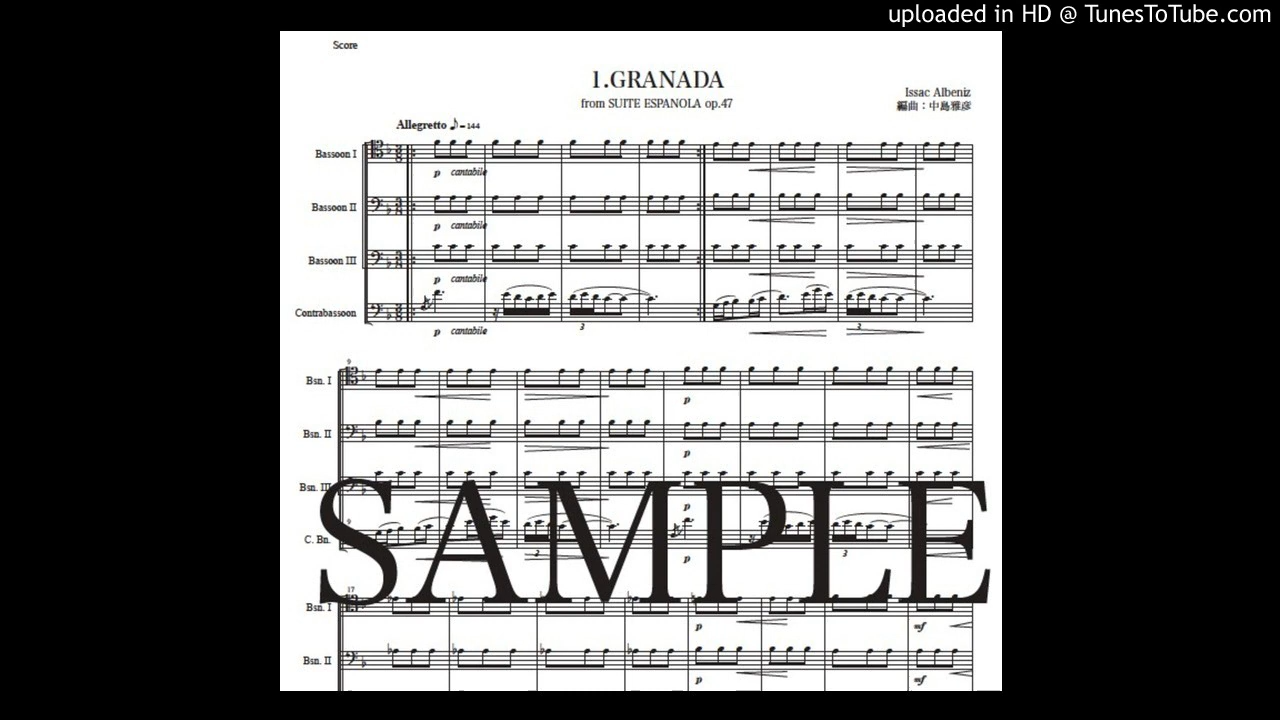 uploaded in HD @ TunesToTube.com
Score
1.GRANADA
from SUITE ESPANOLA op.47
Issac Albeniz
編曲：中島雅彦
Allegretto ♪=144
Bassoon I
p cantabile
Bassoon II
p cantabile
Bassoon III
p cantabile
Contrabassoon
3
3
p cantabile
9
Bsn. I
p
Bsn. II
p
Bsn. III
p
9
C. Bn.
3
3
p
SAMPLE
17
Bsn. I
p
mf
Bsn. II
p
mf